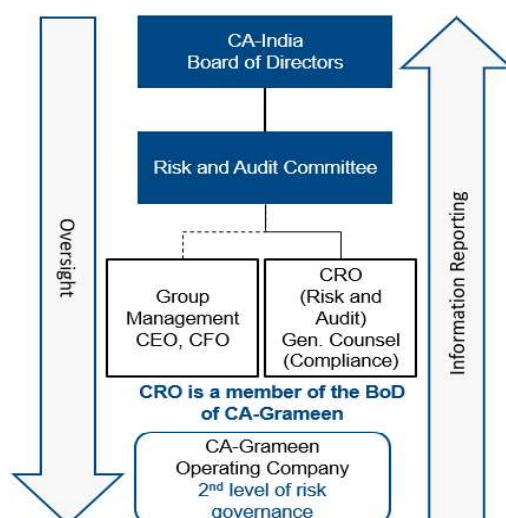 CA-India
Board of Directors
Risk and Audit Committee
Oversight
Information Reporting
Group
Management
CEO, CFO
CRO
(Risk and
Audit)
Gen. Counsel
(Compliance)
CRO is a member of the BoD
of CA-Grameen
CA-Grameen
Operating Company
2nd level of risk
governance